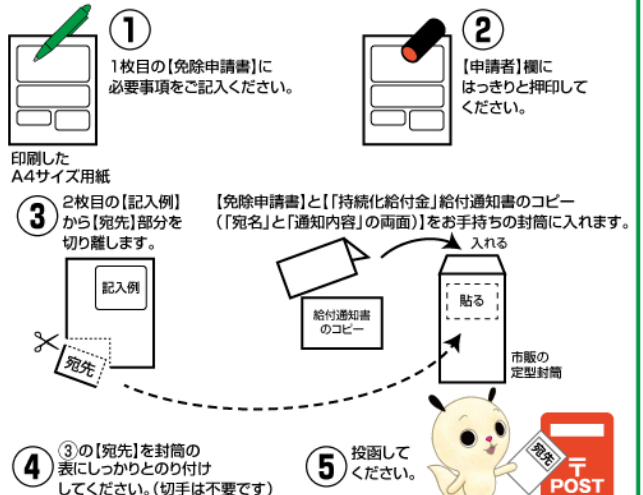 ①
1枚目の【免除申請書】に
必要事項をご記入ください。
②
【申請者】欄に
はっきりと押印して
ください。
印刷した
A4サイズ用紙
③
2枚目の【記入例】
から【宛先】部分を
切り離します。
【免除申請書】と【「持続化給付金」給付通知書のコピー
(「宛名」と「通知内容」の両面)】をお手持ちの封筒に入れます。
入れる
記入例
宛先
給付通知書
のコピー
貼る
市販の
定型封筒
④
③の【宛先】を封筒の
表にしっかりとのり付け
してください。(切手は不要です)
⑤
投函して
ください。
宛先
〒
POST